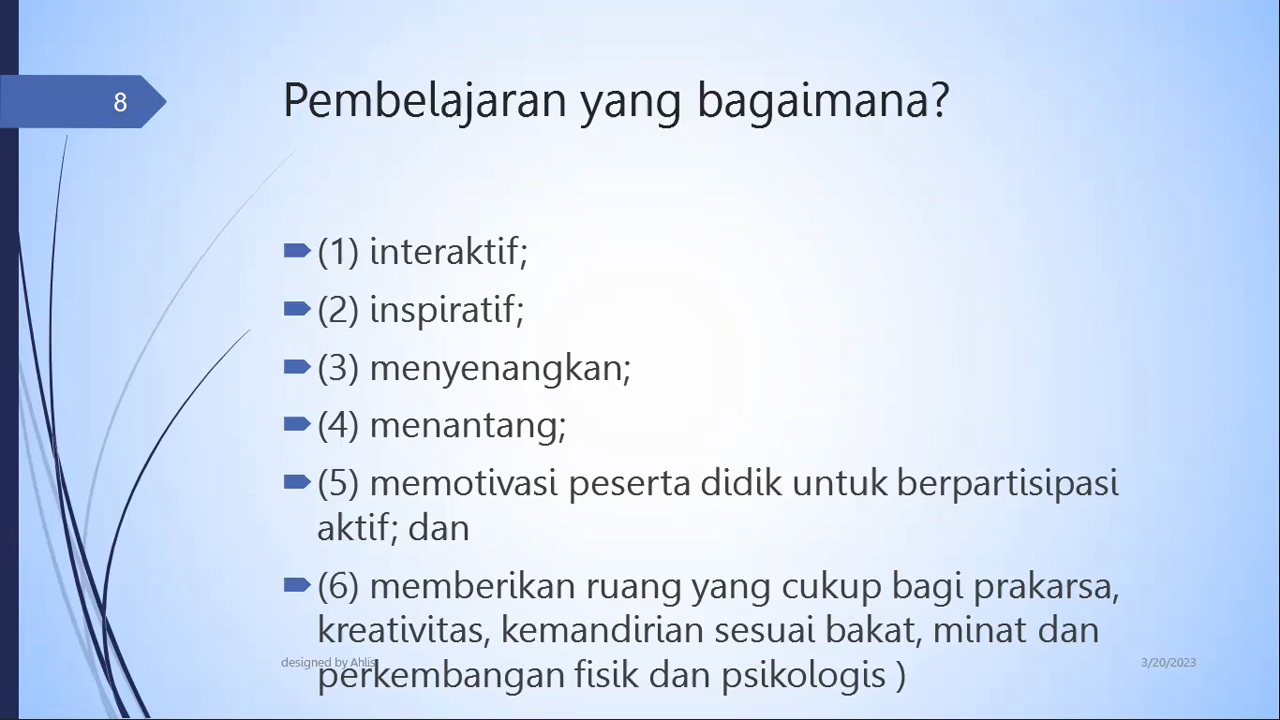 8
Pembelajaran yang bagaimana?
(1) interaktif;
(2) inspiratif;
(3) menyenangkan;
(4) menantang;
(5) memotivasi peserta didik untuk berpartisipasi
aktif; dan
(6) memberikan ruang yang cukup bagi prakarsa,
kreativitas, kemandirian sesuai bakat, minat dan
perkembangan fisik dan psikologis )
designed by Ahlis
3/20/2023